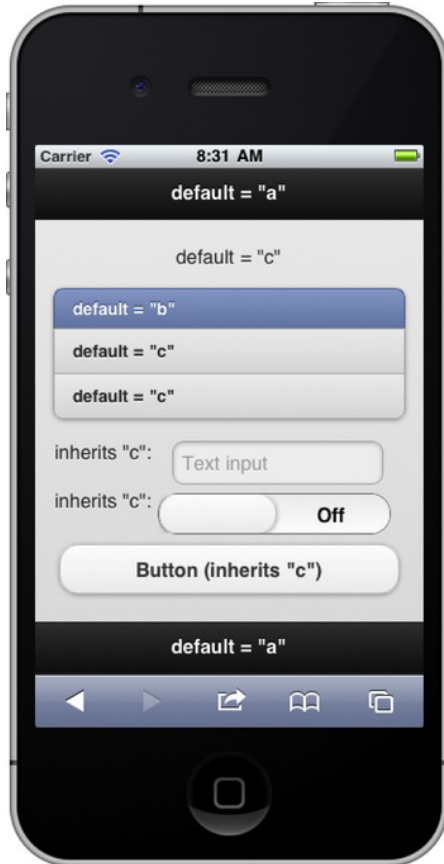 Carrier 8:31 AM
default = "a"
default = "c"
default = "b"
default = "c"
default = "c"
inherits "c": Text input
inherits "c": Off
Button (inherits "c")
default = "a"